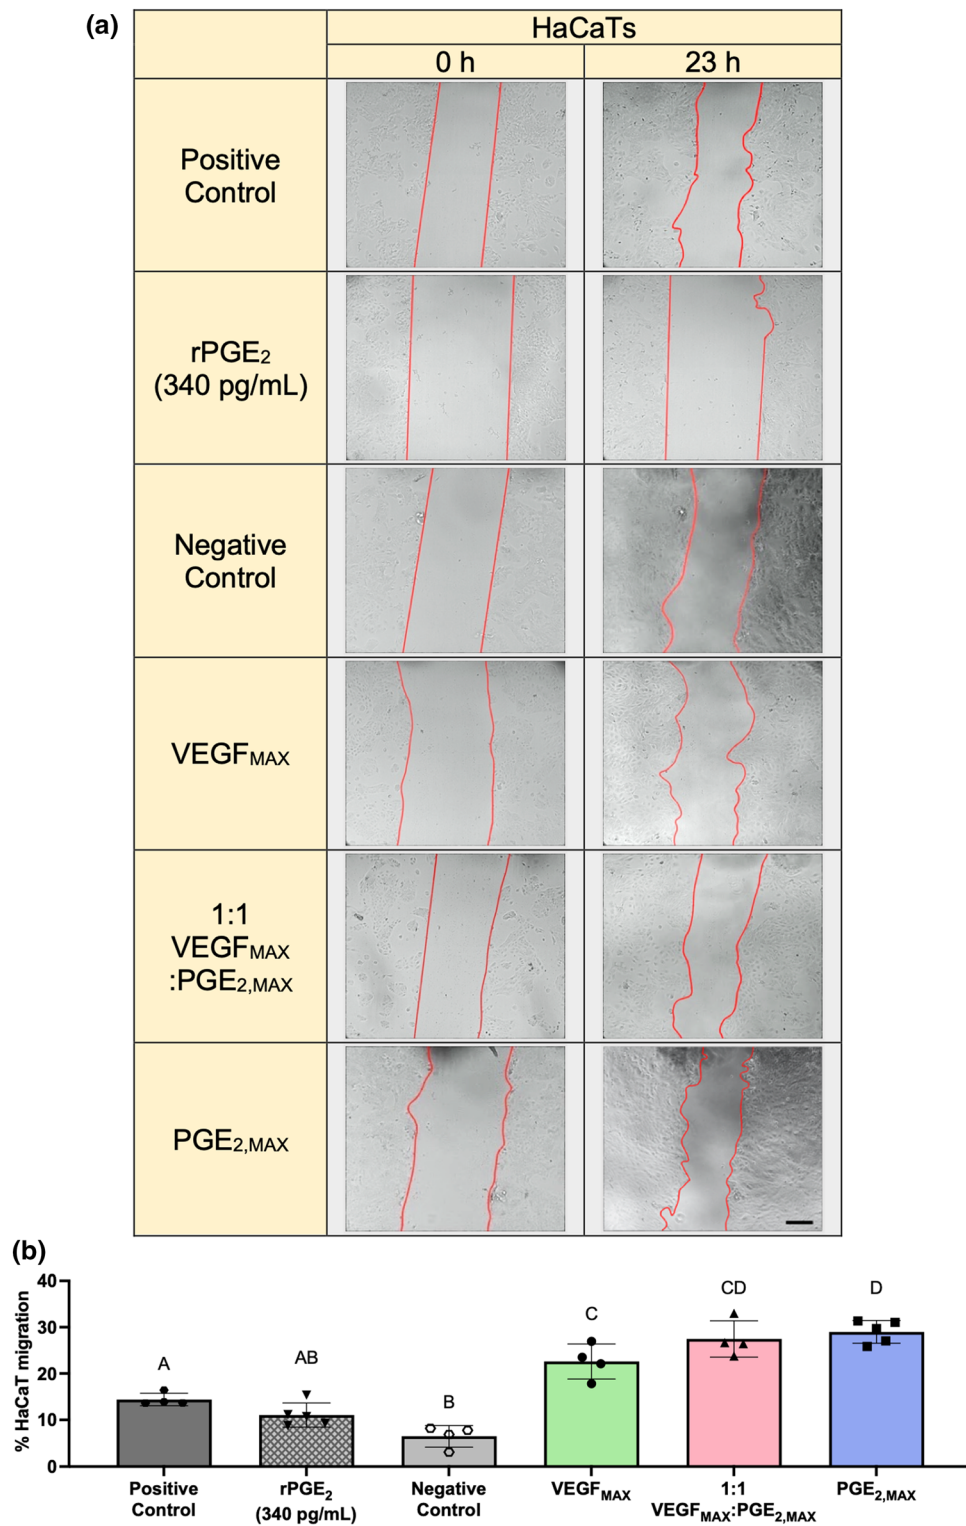 (a)
HaCaTs
0 h
23 h
Positive
Control
rPGE₂
(340 pg/mL)
Negative
Control
VEGFMAX
1:1
VEGFMAX
:PGE2,MAX
PGE2,MAX
(b)
% HaCaT migration
40
30
20
10
0
A
AB
B
C
CD
D
Positive
Control
rPGE₂
(340 pg/mL)
Negative
Control
VEGFMAX
1:1
VEGFMAX:PGE2,MAX
PGE2,MAX